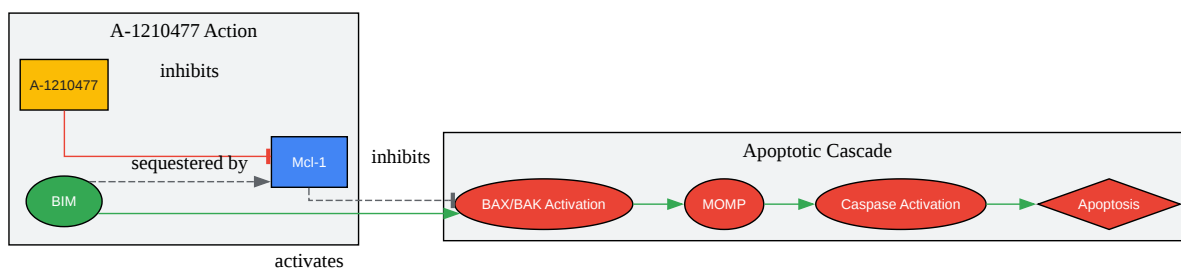 A-1210477 Action
inhibits
A-1210477
sequestered by
Mcl-1
inhibits
BIM
activates
Apoptotic Cascade
BAX/BAK Activation
MOMP
Caspase Activation
Apoptosis